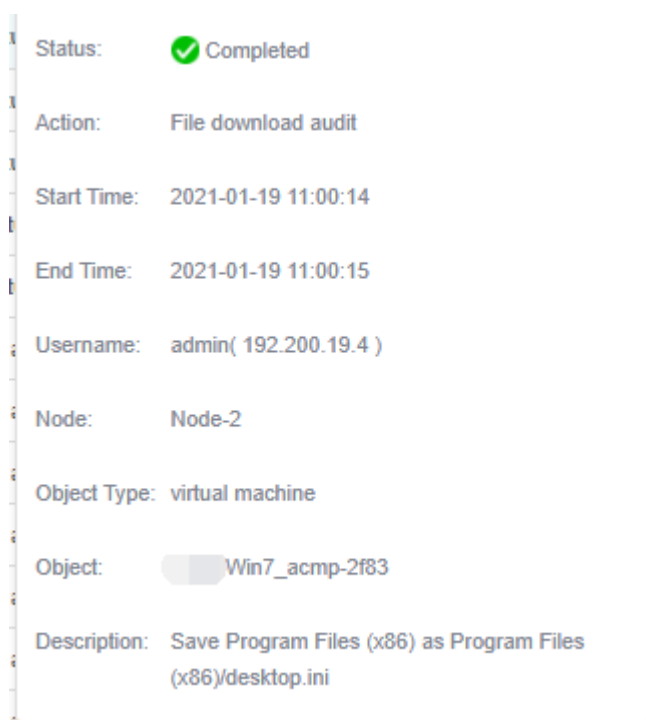 Status: Completed
Action: File download audit
Start Time: 2021-01-19 11:00:14
End Time: 2021-01-19 11:00:15
Username: admin( 192.200.19.4 )
Node: Node-2
Object Type: virtual machine
Object: Win7_acmp-2f83
Description: Save Program Files (x86) as Program Files
(x86)/desktop.ini